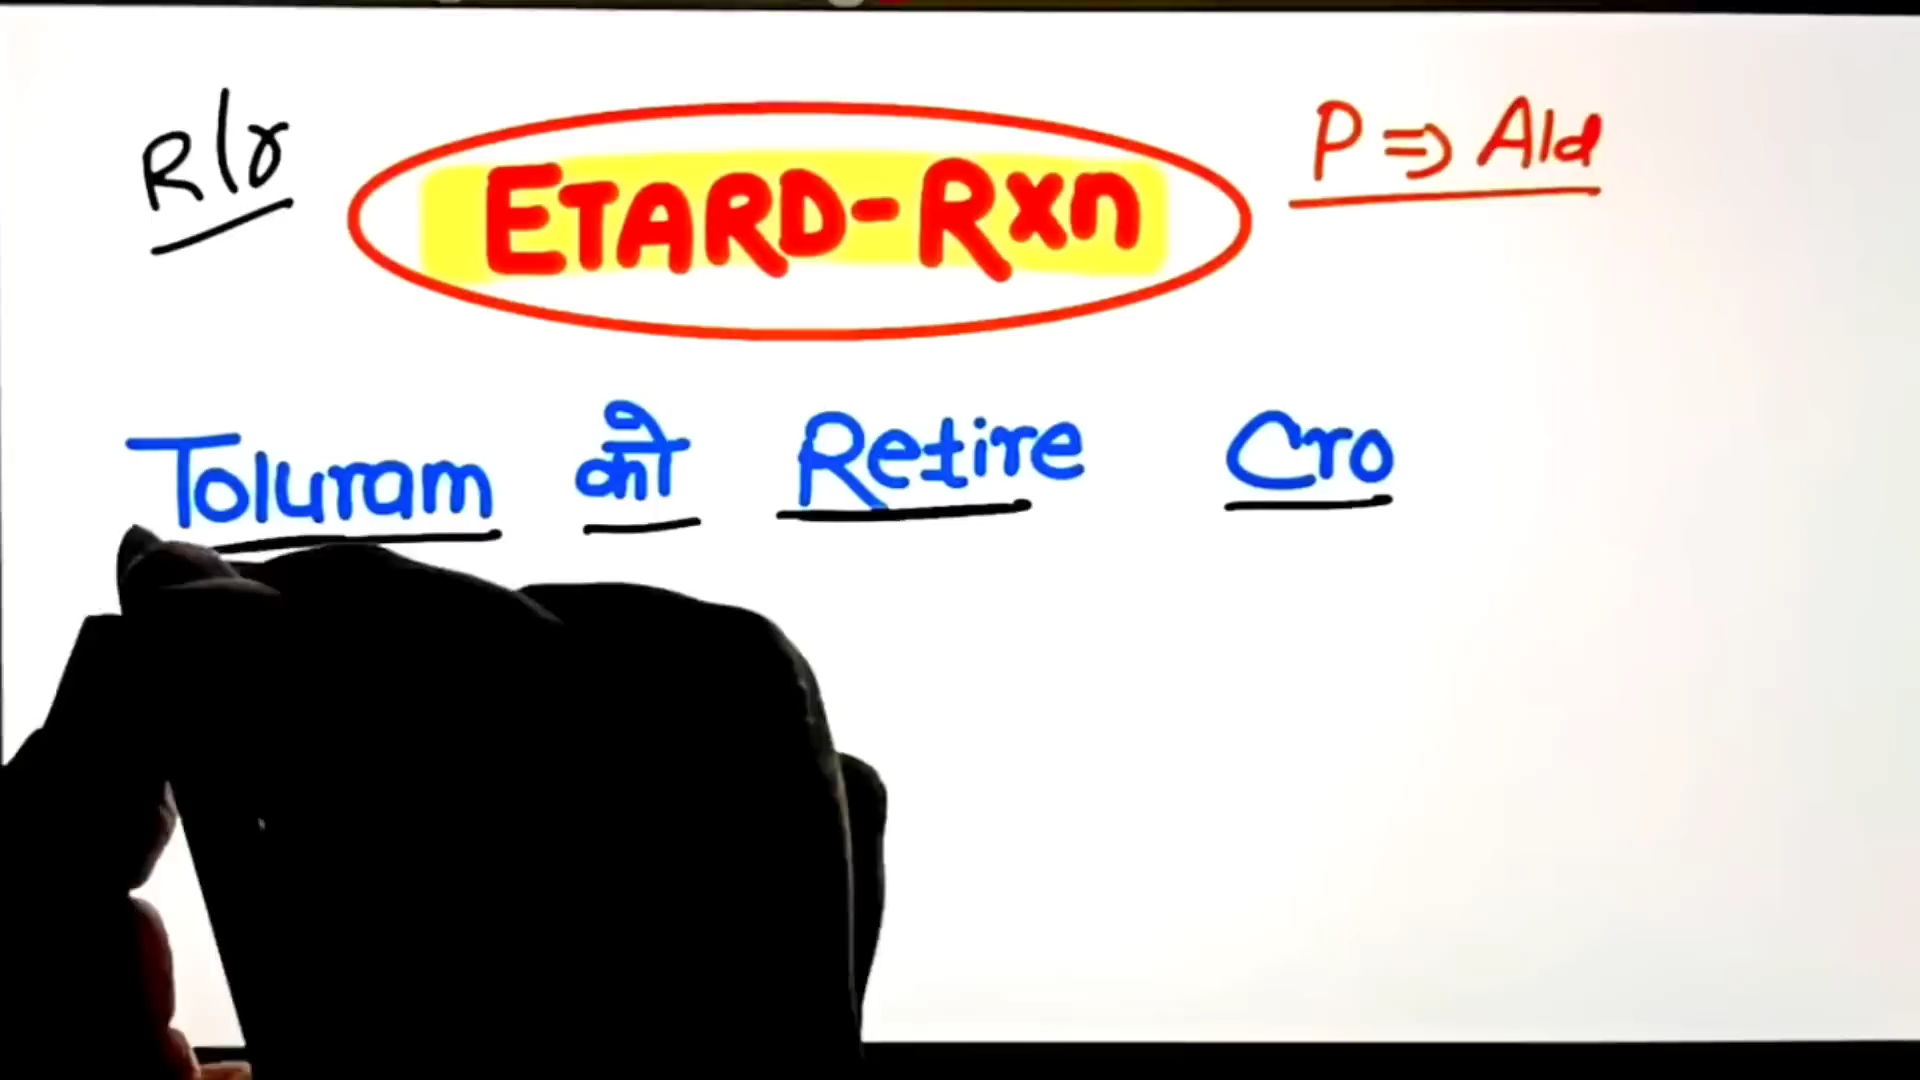 R/r
ETARD-Rxn
P ⇒ Ald
Toluram को Retire Cro